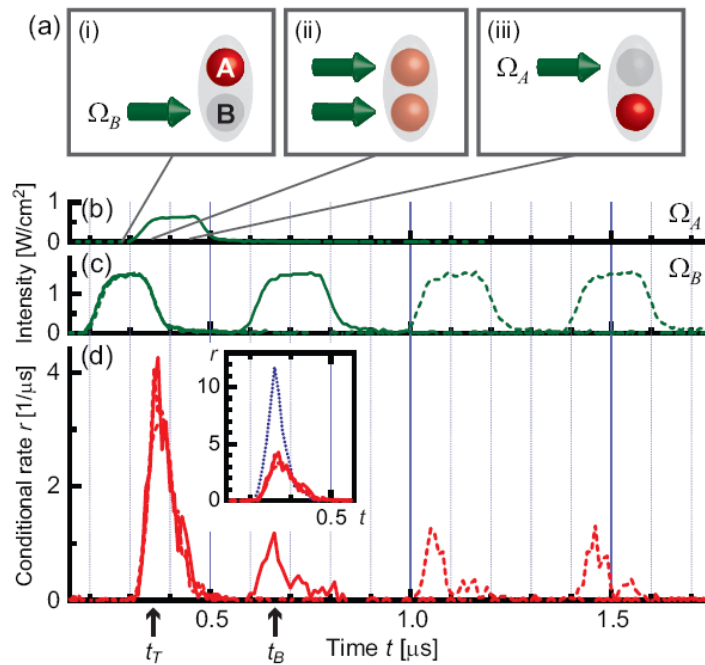 (a) (i) (ii) (iii)
A
Ω_A
Ω_B
B
1
(b)
Ω_A
0
Intensity [W/cm²]
(c)
Ω_B
1
0
(d)
r
10
5
0
0.5 t
Conditional rate r [1/μs]
4
2
0
0.5 1.0 1.5
t_T t_B Time t [μs]